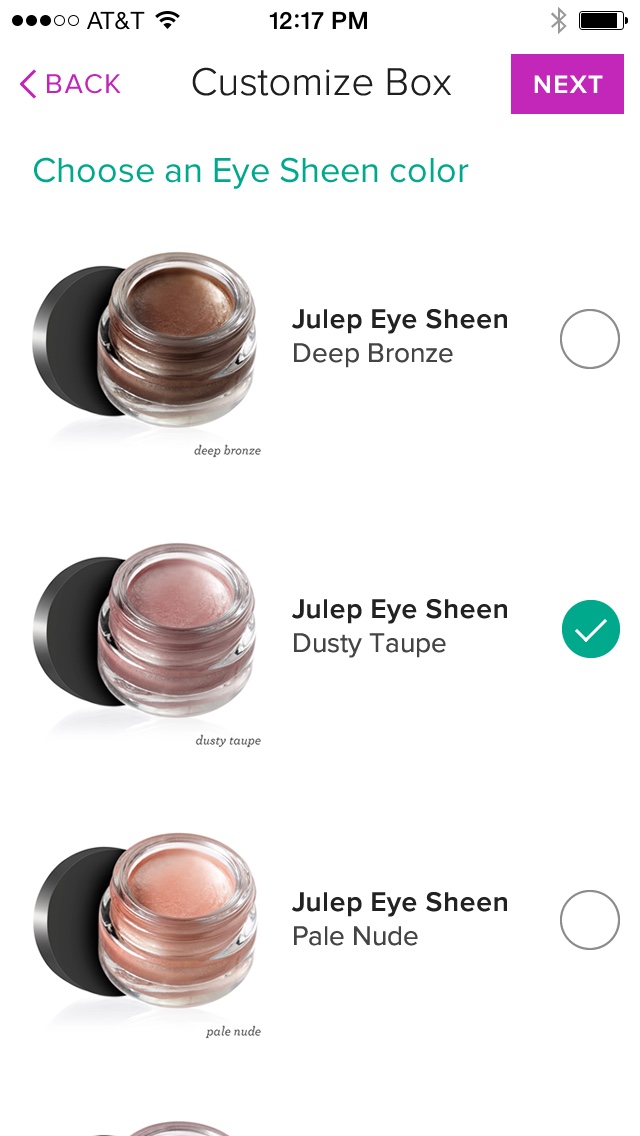 AT&T 12:17 PM
BACK Customize Box NEXT
Choose an Eye Sheen color
Julep Eye Sheen
Deep Bronze
deep bronze
Julep Eye Sheen
Dusty Taupe
dusty taupe
Julep Eye Sheen
Pale Nude
pale nude